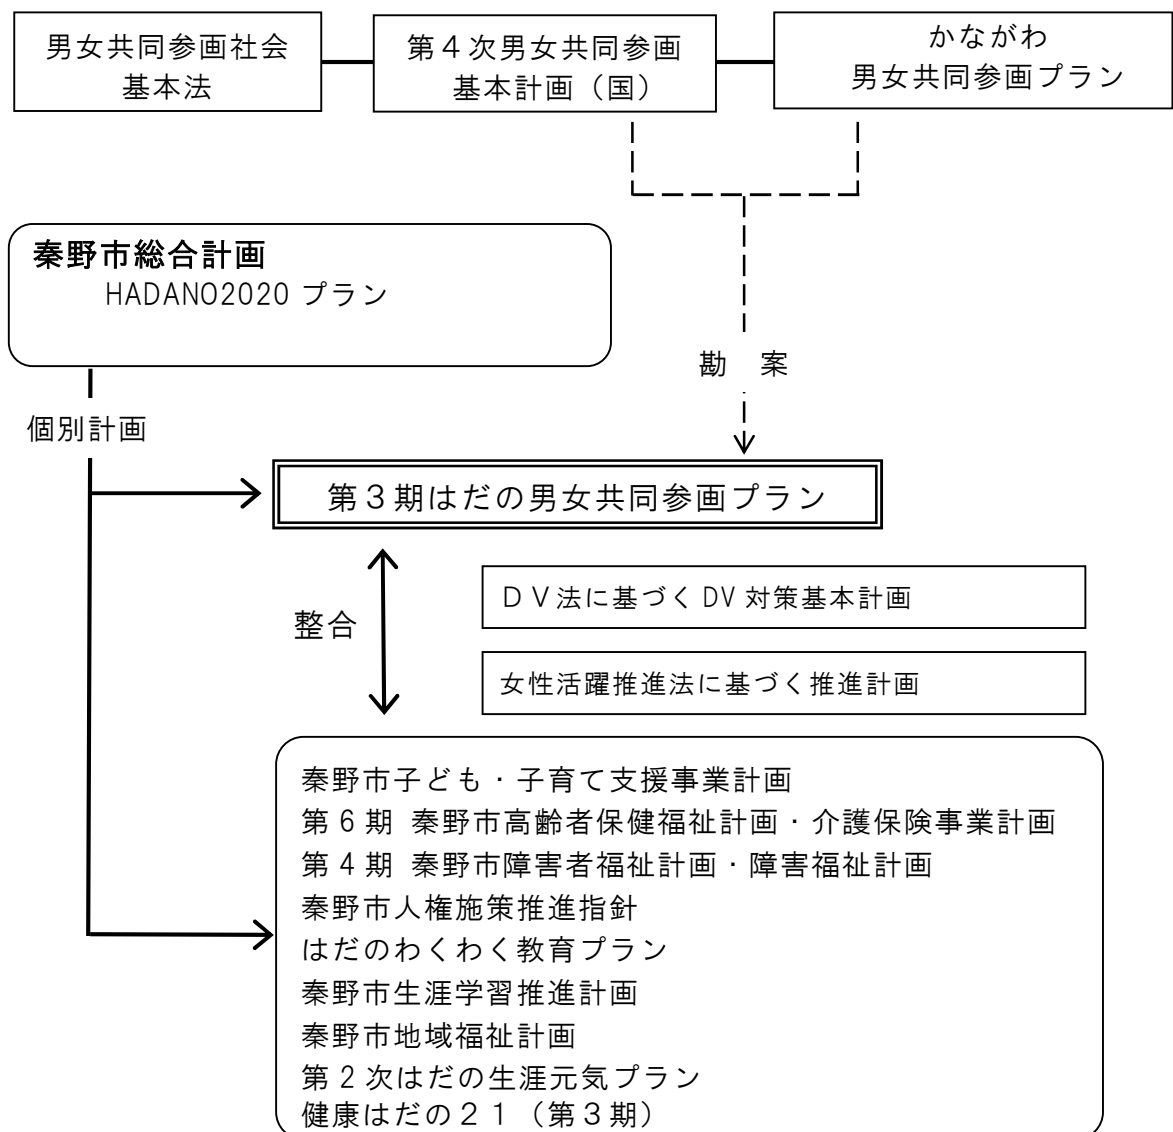 男女共同参画社会
基本法
第４次男女共同参画
基本計画（国）
かながわ
男女共同参画プラン
秦野市総合計画
HADANO2020 プラン
勘　案
個別計画
第３期はだの男女共同参画プラン
整合
ＤＶ法に基づく DV 対策基本計画
女性活躍推進法に基づく推進計画
秦野市子ども・子育て支援事業計画
第 6 期 秦野市高齢者保健福祉計画・介護保険事業計画
第 4 期 秦野市障害者福祉計画・障害福祉計画
秦野市人権施策推進指針
はだのわくわく教育プラン
秦野市生涯学習推進計画
秦野市地域福祉計画
第 2 次はだの生涯元気プラン
健康はだの２１（第３期）